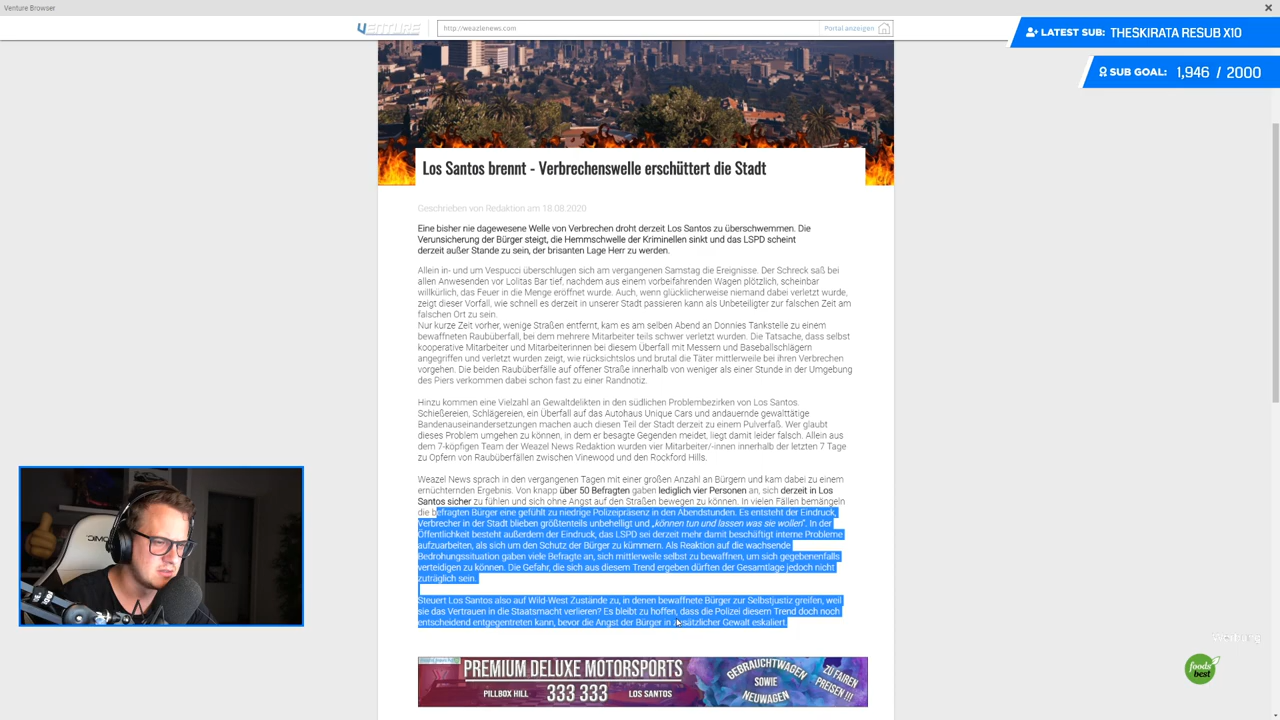 Venture Browser
VENTURE
http://weazlenews.com
Portal anzeigen
LATEST SUB: THESKIRATA RESUB X10
SUB GOAL: 1,946 / 2000
Los Santos brennt - Verbrechenswelle erschüttert die Stadt
Geschrieben von Redaktion am 18.08.2020
Eine bisher nie dagewesene Welle von Verbrechen droht derzeit Los Santos zu überschwemmen. Die
Verunsicherung der Bürger steigt, die Hemmschwelle der Kriminellen sinkt und das LSPD scheint
derzeit außer Stande zu sein, der brisanten Lage Herr zu werden.
Allein in- und um Vespucci überschlugen sich am vergangenen Samstag die Ereignisse. Der Schreck saß bei
allen Anwesenden vor Lolitas Bar tief, nachdem aus einem vorbeifahrenden Wagen plötzlich, scheinbar
willkürlich, das Feuer in die Menge eröffnet wurde. Auch, wenn glücklicherweise niemand dabei verletzt wurde,
zeigt dieser Vorfall, wie schnell es derzeit in unserer Stadt passieren kann als Unbeteiligter zur falschen Zeit am
falschen Ort zu sein.
Nur kurze Zeit vorher, wenige Straßen entfernt, kam es am selben Abend an Donnies Tankstelle zu einem
bewaffneten Raubüberfall, bei dem mehrere Mitarbeiter teils schwer verletzt wurden. Die Tatsache, dass selbst
kooperative Mitarbeiter und Mitarbeiterinnen bei diesem Überfall mit Messern und Baseballschlägern
angegriffen und verletzt wurden zeigt, wie rücksichtslos und brutal die Täter mittlerweile bei ihren Verbrechen
vorgehen. Die beiden Raubüberfälle auf offener Straße innerhalb von weniger als einer Stunde in der Umgebung
des Piers verkommen dabei schon fast zu einer Randnotiz.
Hinzu kommen eine Vielzahl an Gewaltdelikten in den südlichen Problembezirken von Los Santos.
Schießereien, Schlägereien, ein Überfall auf das Autohaus Unique Cars und andauernde gewalttätige
Bandenauseinandersetzungen machen auch diesen Teil der Stadt derzeit zu einem Pulverfaß. Wer glaubt
dieses Problem umgehen zu können, in dem er besagte Gegenden meidet, liegt damit leider falsch. Allein aus
dem 7-köpfigen Team der Weazel News Redaktion wurden vier Mitarbeiter/-innen innerhalb der letzten 7 Tage
zu Opfern von Raubüberfällen zwischen Vinewood und den Rockford Hills.
Weazel News sprach in den vergangenen Tagen mit einer großen Anzahl an Bürgern und kam dabei zu einem
ernüchternden Ergebnis. Von knapp über 50 Befragten gaben lediglich vier Personen an, sich derzeit in Los
Santos sicher zu fühlen und sich ohne Angst auf den Straßen bewegen zu können. In vielen Fällen bemängeln
die befragten Bürger eine gefühlt zu niedrige Polizeipräsenz in den Abendstunden. Es entsteht der Eindruck,
Verbrecher in der Stadt blieben größtenteils unbehelligt und „können tun und lassen was sie wollen“. In der
Öffentlichkeit besteht außerdem der Eindruck, das LSPD sei derzeit mehr damit beschäftigt interne Probleme
aufzuarbeiten, als sich um den Schutz der Bürger zu kümmern. Als Reaktion auf die wachsende
Bedrohungssituation gaben viele Befragte an, sich mittlerweile selbst zu bewaffnen, um sich gegebenenfalls
verteidigen zu können. Die Gefahr, die sich aus diesem Trend ergeben dürften der Gesamtlage jedoch nicht
zuträglich sein.
Steuert Los Santos also auf Wild-West Zustände zu, in denen bewaffnete Bürger zur Selbstjustiz greifen, weil
sie das Vertrauen in die Staatsmacht verlieren? Es bleibt zu hoffen, dass die Polizei diesem Trend doch noch
entscheidend entgegentreten kann, bevor die Angst der Bürger in zusätzlicher Gewalt eskaliert.
PREMIUM DELUXE MOTORSPORTS
PILLBOX HILL 333 333 LOS SANTOS
GEBRAUCHTWAGEN
SOWIE
NEUWAGEN
ZU FAIREN
PREISEN !!!
Werbung
foods
best